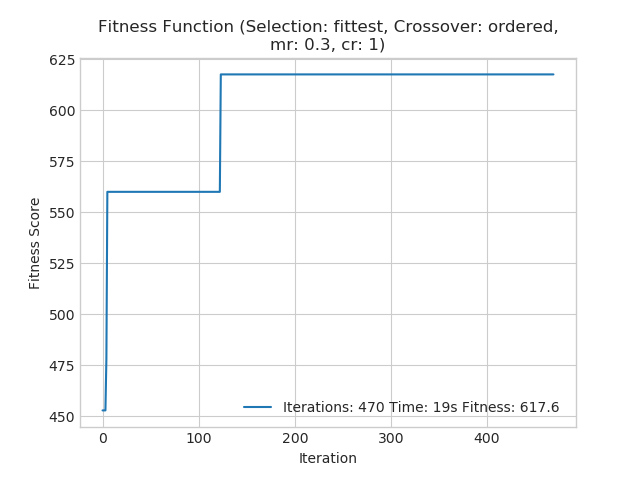 Fitness Function (Selection: fittest, Crossover: ordered,
mr: 0.3, cr: 1)
Fitness Score
625
600
575
550
525
500
475
450
Iterations: 470 Time: 19s Fitness: 617.6
0 100 200 300 400
Iteration